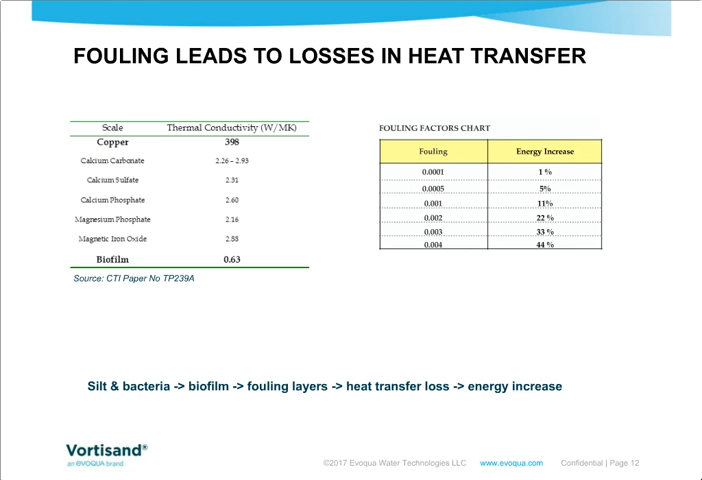 FOULING LEADS TO LOSSES IN HEAT TRANSFER
Scale Thermal Conductivity (W/MK)
Copper 398
Calcium Carbonate 2.26 – 2.93
Calcium Sulfate 2.31
Calcium Phosphate 2.60
Magnesium Phosphate 2.16
Magnetic Iron Oxide 2.88
Biofilm 0.63
Source: CTI Paper No TP239A
FOULING FACTORS CHART
Fouling Energy Increase
0.0001 1 %
0.0005 5%
0.001 11%
0.002 22 %
0.003 33 %
0.004 44 %
Silt & bacteria -> biofilm -> fouling layers -> heat transfer loss -> energy increase
Vortisand®
an evoqua brand
©2017 Evoqua Water Technologies LLC www.evoqua.com Confidential | Page 12